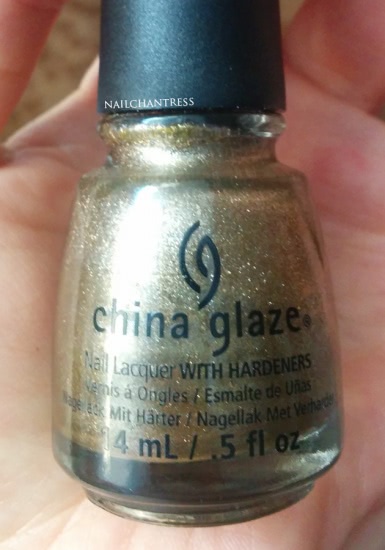 NAILCHANTRESS
china glaze®
Nail Lacquer WITH HARDENERS
Vernis à Ongles / Esmalte de Uñas
Nagellack Mit Härter / Nagellak Met Verharder
14 mL / .5 fl oz